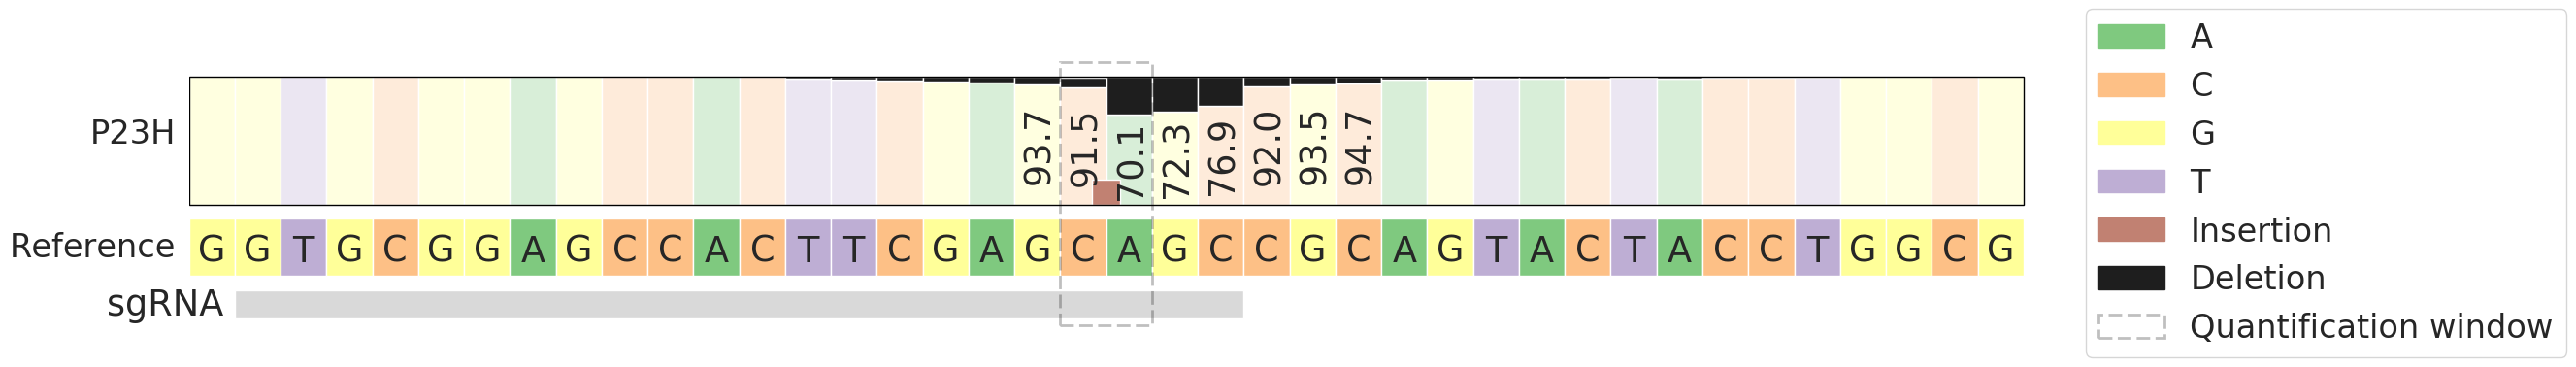 P23H 93.7 91.5 70.1 72.3 76.9 92.0 93.5 94.7
Reference G G T G C G G A G C C A C T T C G A G C A G C C G C A G T A C T A C C T G G C G
sgRNA
A
C
G
T
Insertion
Deletion
Quantification window